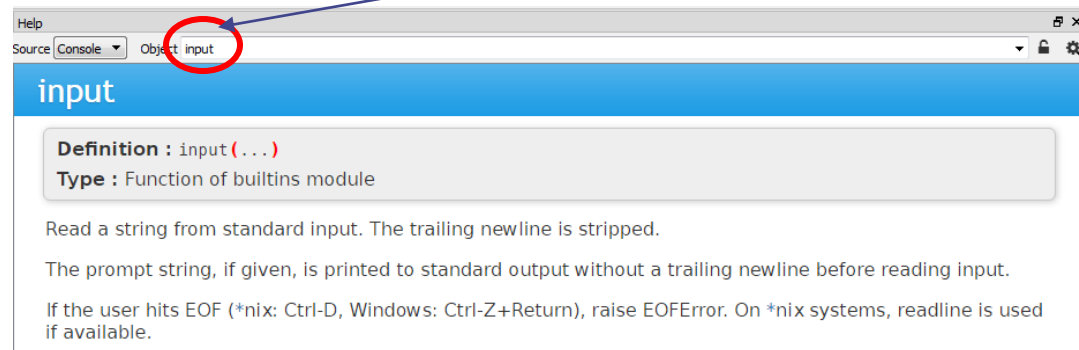 Help
Source Console Object input
input
Definition : input(...)
Type : Function of builtins module
Read a string from standard input. The trailing newline is stripped.
The prompt string, if given, is printed to standard output without a trailing newline before reading input.
If the user hits EOF (*nix: Ctrl-D, Windows: Ctrl-Z+Return), raise EOFError. On *nix systems, readline is used
if available.